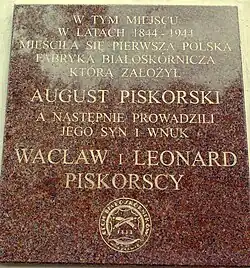 W TYM MIEJSCU
W LATACH 1844-1944
MIEŚCIŁA SIĘ PIERWSZA POLSKA
FABRYKA BIAŁOSKÓRNICZA
KTÓRĄ ZAŁOŻYŁ
AUGUST PISKORSKI
A NASTĘPNIE PROWADZILI
JEGO SYN I WNUK
WACŁAW I LEONARD
PISKORSCY